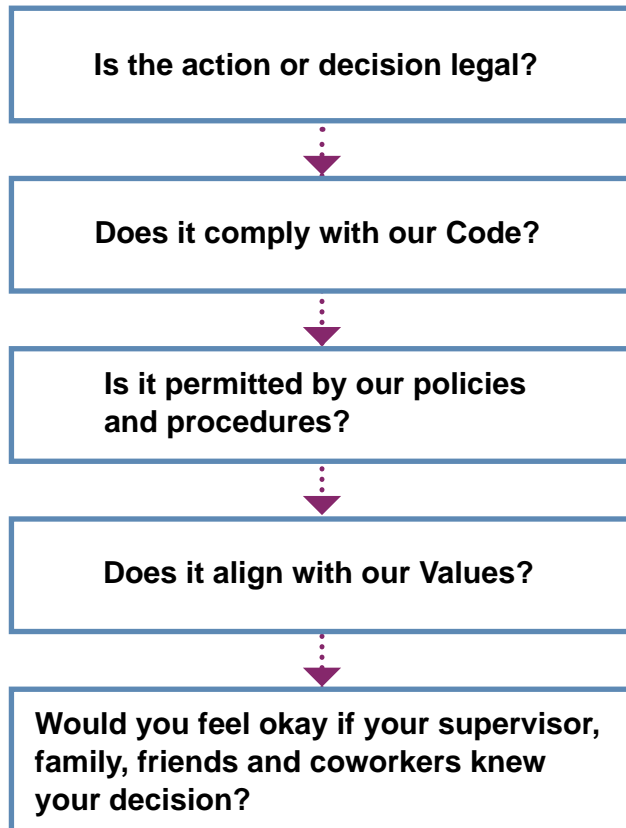 Is the action or decision legal?
Does it comply with our Code?
Is it permitted by our policies
and procedures?
Does it align with our Values?
Would you feel okay if your supervisor,
family, friends and coworkers knew
your decision?